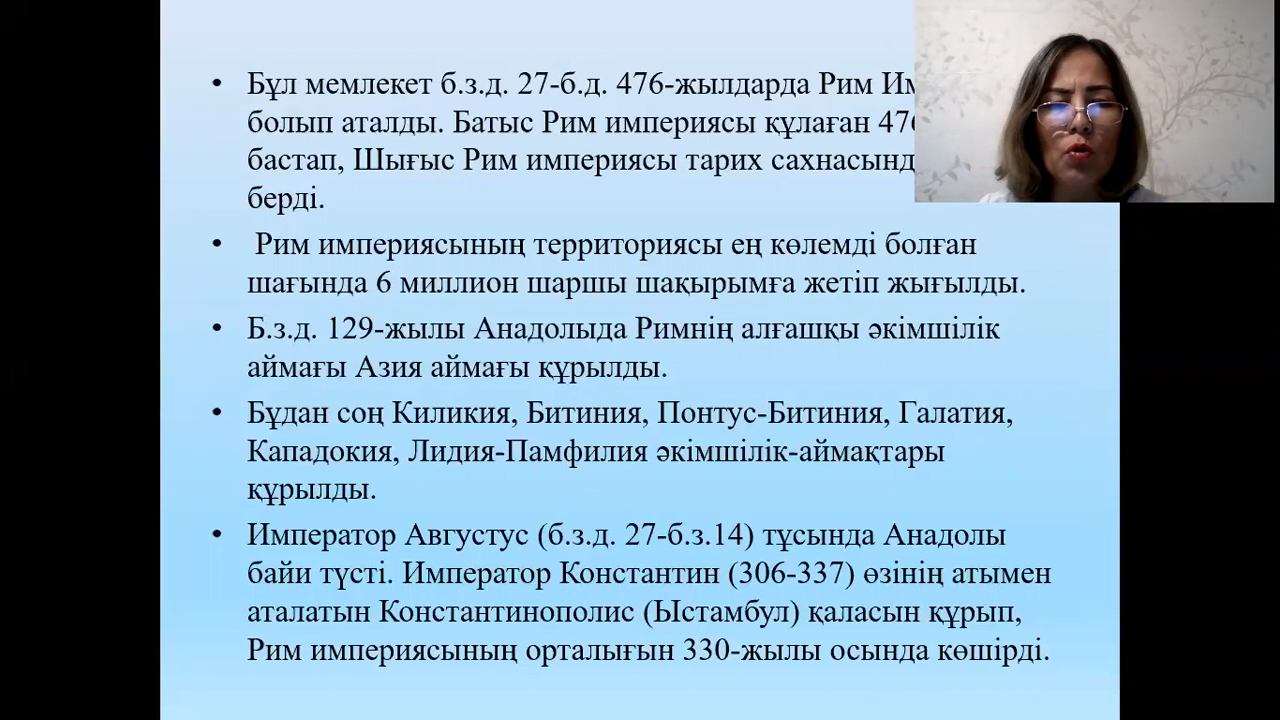 • Бұл мемлекет б.з.д. 27-б.д. 476-жылдарда Рим
болып аталды. Батыс Рим империясы құлаған
бастап, Шығыс Рим империясы тарих
берді.
• Рим империясының территориясы ең көлемді болған
шағында 6 миллион шаршы шақырымға жетіп жығылды.
• Б.з.д. 129-жылы Анадолыда Римнің алғашқы әкімшілік
аймағы Азия аймағы құрылды.
• Бұдан соң Киликия, Битиния, Понтус-Битиния, Галатия,
Кападокия, Лидия-Памфилия әкімшілік-аймақтары
құрылды.
• Император Августус (б.з.д. 27-б.з.14) тұсында Анадолы
байи түсті. Император Константин (306-337) өзінің атымен
аталатын Константинополис (Ыстамбул) қаласын құрып,
Рим империясының орталығын 330-жылы осында көшірді.